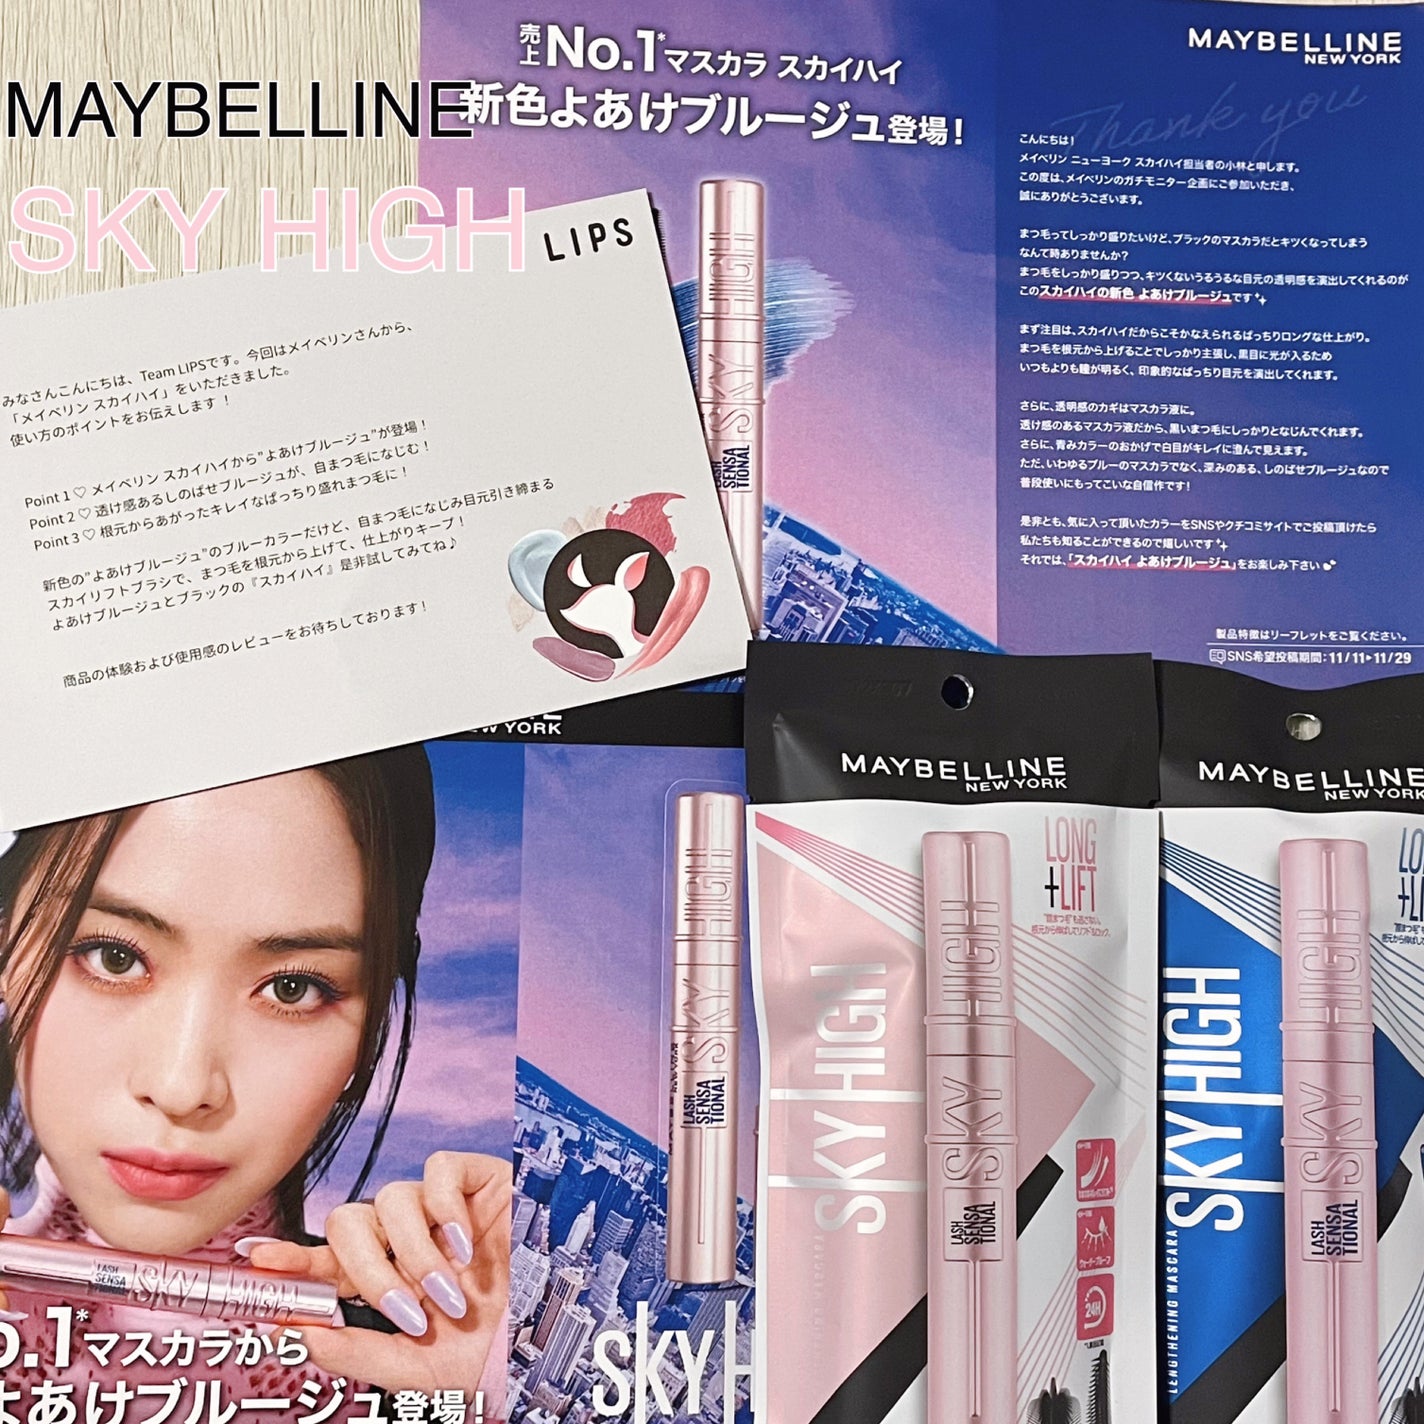 MAYBELLINE
SKY HIGH
売上No.1*マスカラ スカイハイ
新色よあけブルージュ登場！
MAYBELLINE
NEW YORK
Thank you
こんにちは！
メイベリン ニューヨーク スカイハイ担当者の小林と申します。
この度は、メイベリンのガチモニター企画にご参加いただき、
誠にありがとうございます。
まつ毛ってしっかり盛りたいけど、ブラックのマスカラだとキツくなってしまう
なんて時ありませんか？
まつ毛をしっかり盛りつつ、キツくないうるうるな目元の透明感を演出してくれるのが
このスカイハイの新色 よあけブルージュです
まず注目は、スカイハイだからこそかなえられるぱっちりロングな仕上がり。
まつ毛を根元から上げることでしっかり主張し、黒目に光が入るため
いつもよりも瞳が明るく、印象的なぱっちり目元を演出してくれます。
さらに、透明感のカギはマスカラ液に。
透け感のあるマスカラ液だから、黒いまつ毛にしっかりとなじんでくれます。
さらに、青みカラーのおかげで白目がキレイに澄んで見えます。
ただ、いわゆるブルーのマスカラでなく、深みのある、しのばせブルージュなので
普段使いにもってこいな自信作です！
是非とも、気に入って頂いたカラーをSNSやクチコミサイトでご投稿頂けたら
私たちも知ることができるので嬉しいです
それでは、「スカイハイ よあけブルージュ」をお楽しみ下さい
製品特徴はリーフレットをご覧ください。
SNS希望投稿期間：11/11▶11/29
LIPS
みなさんこんにちは、Team LIPSです。今回はメイベリンさんから、
「メイベリン スカイハイ」をいただきました。
使い方のポイントをお伝えします！
Point 1 ♡ メイベリン スカイハイから”よあけブルージュ”が登場！
Point 2 ♡ 透け感あるしのばせブルージュが、自まつ毛になじむ！
Point 3 ♡ 根元からあがったキレイなぱっちり盛れまつ毛に！
新色の”よあけブルージュ”のブルーカラーだけど、自まつ毛になじみ目元引き締まる
スカイリフトブラシで、まつ毛を根元から上げて、仕上がりキープ！
よあけブルージュとブラックの『スカイハイ』是非試してみてね♪
商品の体験および使用感のレビューをお待ちしております！
SKY HIGH
LASH
SENSA
TIONAL
NEW YORK
SKY HIGH
LASH
SENSA
TIONAL
SKY H
LASH
SENSA
TIONAL
SKY HIGH
o.1*マスカラから
よあけブルージュ登場！
MAYBELLINE
NEW YORK
LONG
+LIFT
SKY HIGH
SKY HIGH
LASH
SENSA
TIONAL
ウォータープルーフ
24H
MAYBELLINE
NEW YORK
LO
+L
SKY HIGH
LENGTHENING MASCARA
SKY HIGH
LASH
SENSA
TIONAL